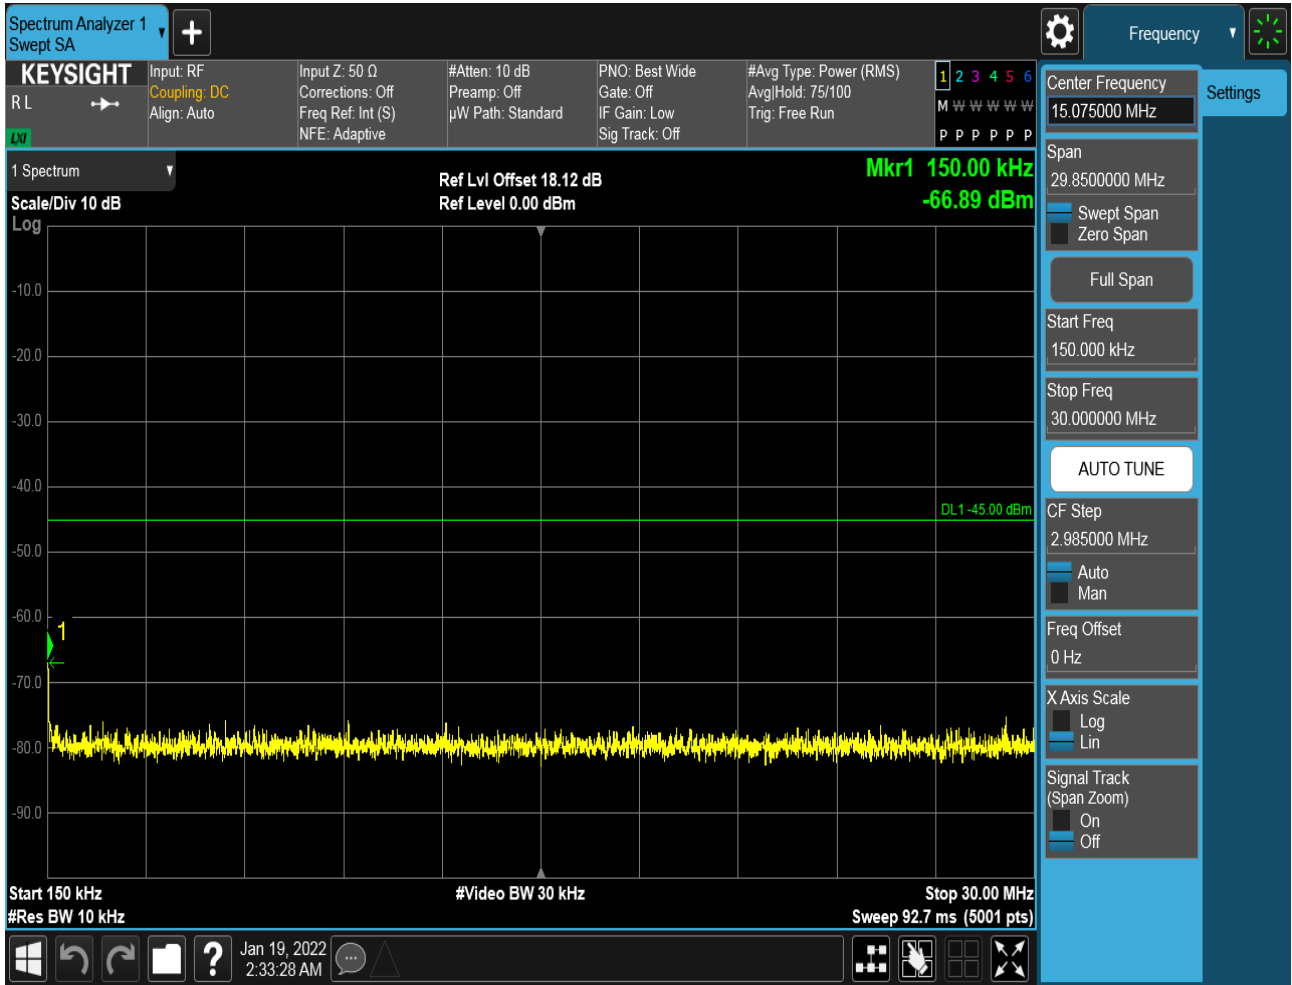 Spectrum Analyzer 1
Swept SA
+
Frequency
KEYSIGHT
R L
LXI
Input: RF
Coupling: DC
Align: Auto
Input Z: 50 Ω
Corrections: Off
Freq Ref: Int (S)
NFE: Adaptive
#Atten: 10 dB
Preamp: Off
µW Path: Standard
PNO: Best Wide
Gate: Off
IF Gain: Low
Sig Track: Off
#Avg Type: Power (RMS)
Avg|Hold: 75/100
Trig: Free Run
1 2 3 4 5 6
M W W W W W
P P P P P P
1 Spectrum
Scale/Div 10 dB
Log
Ref Lvl Offset 18.12 dB
Ref Level 0.00 dBm
Mkr1 150.00 kHz
-66.89 dBm
-10.0
-20.0
-30.0
-40.0
DL1 -45.00 dBm
-50.0
-60.0
1
-70.0
-80.0
-90.0
Start 150 kHz
#Res BW 10 kHz
#Video BW 30 kHz
Stop 30.00 MHz
Sweep 92.7 ms (5001 pts)
Center Frequency
15.075000 MHz
Settings
Span
29.8500000 MHz
Swept Span
Zero Span
Full Span
Start Freq
150.000 kHz
Stop Freq
30.000000 MHz
AUTO TUNE
CF Step
2.985000 MHz
Auto
Man
Freq Offset
0 Hz
X Axis Scale
Log
Lin
Signal Track
(Span Zoom)
On
Off
?
Jan 19, 2022
2:33:28 AM